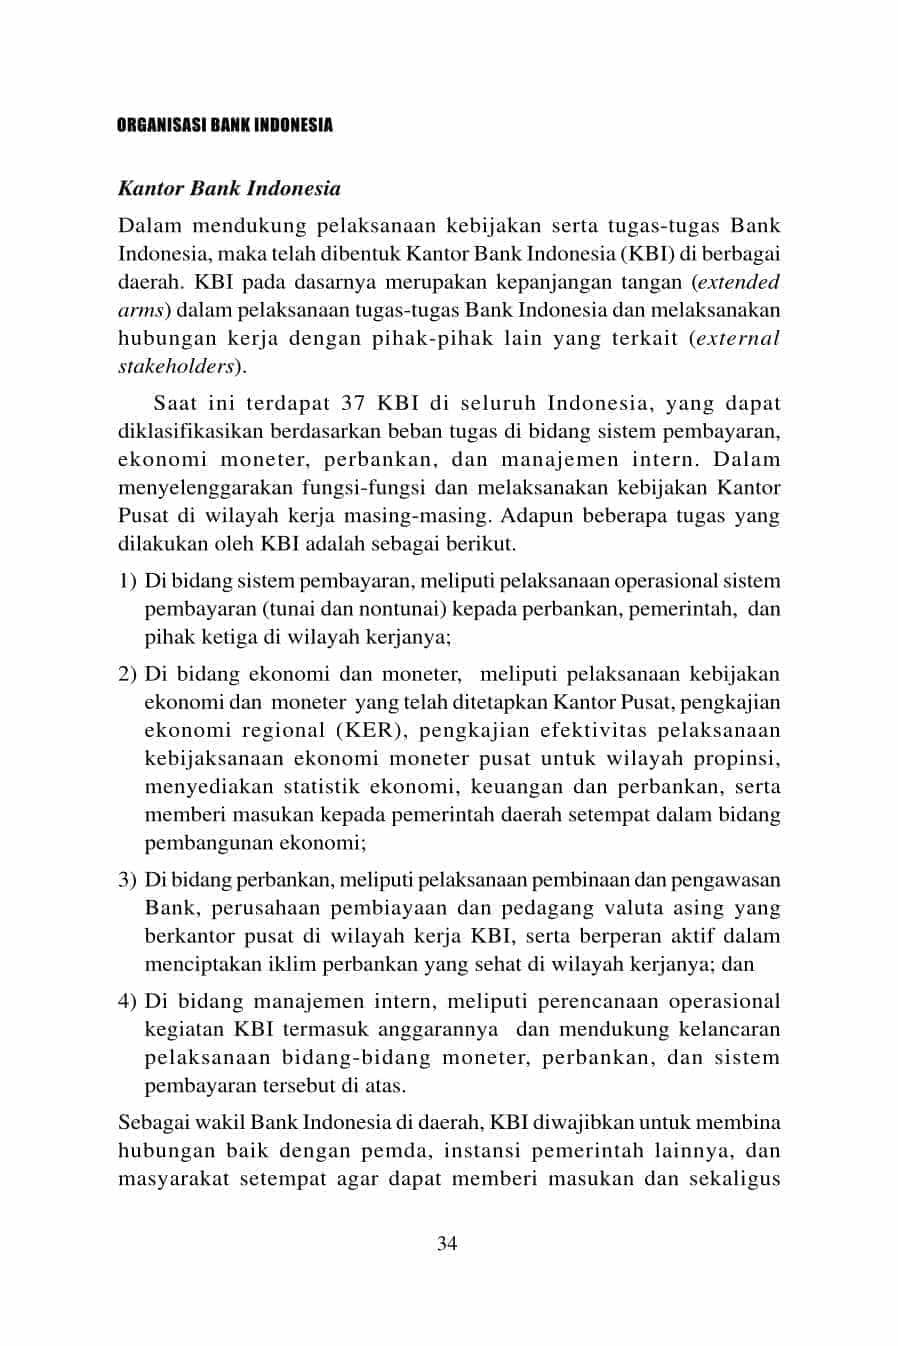 ORGANISASI BANK INDONESIA
Kantor Bank Indonesia
Dalam mendukung pelaksanaan kebijakan serta tugas-tugas Bank
Indonesia, maka telah dibentuk Kantor Bank Indonesia (KBI) di berbagai
daerah. KBI pada dasarnya merupakan kepanjangan tangan (extended
arms) dalam pelaksanaan tugas-tugas Bank Indonesia dan melaksanakan
hubungan kerja dengan pihak-pihak lain yang terkait (external
stakeholders).
Saat ini terdapat 37 KBI di seluruh Indonesia, yang dapat
diklasifikasikan berdasarkan beban tugas di bidang sistem pembayaran,
ekonomi moneter, perbankan, dan manajemen intern. Dalam
menyelenggarakan fungsi-fungsi dan melaksanakan kebijakan Kantor
Pusat di wilayah kerja masing-masing. Adapun beberapa tugas yang
dilakukan oleh KBI adalah sebagai berikut.
1) Di bidang sistem pembayaran, meliputi pelaksanaan operasional sistem
pembayaran (tunai dan nontunai) kepada perbankan, pemerintah, dan
pihak ketiga di wilayah kerjanya;
2) Di bidang ekonomi dan moneter, meliputi pelaksanaan kebijakan
ekonomi dan moneter yang telah ditetapkan Kantor Pusat, pengkajian
ekonomi regional (KER), pengkajian efektivitas pelaksanaan
kebijaksanaan ekonomi moneter pusat untuk wilayah propinsi,
menyediakan statistik ekonomi, keuangan dan perbankan, serta
memberi masukan kepada pemerintah daerah setempat dalam bidang
pembangunan ekonomi;
3) Di bidang perbankan, meliputi pelaksanaan pembinaan dan pengawasan
Bank, perusahaan pembiayaan dan pedagang valuta asing yang
berkantor pusat di wilayah kerja KBI, serta berperan aktif dalam
menciptakan iklim perbankan yang sehat di wilayah kerjanya; dan
4) Di bidang manajemen intern, meliputi perencanaan operasional
kegiatan KBI termasuk anggarannya dan mendukung kelancaran
pelaksanaan bidang-bidang moneter, perbankan, dan sistem
pembayaran tersebut di atas.
Sebagai wakil Bank Indonesia di daerah, KBI diwajibkan untuk membina
hubungan baik dengan pemda, instansi pemerintah lainnya, dan
masyarakat setempat agar dapat memberi masukan dan sekaligus
34